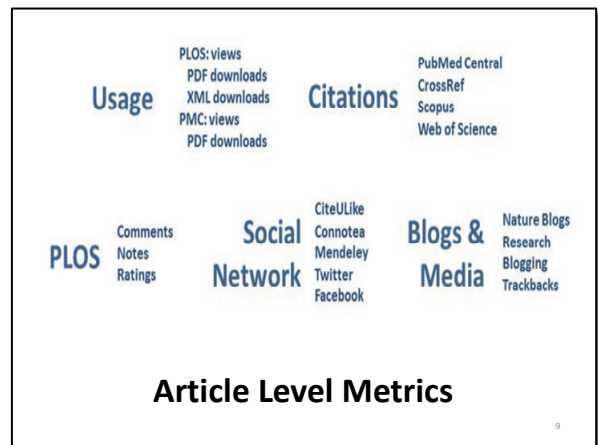 Usage
PLOS: views
PDF downloads
XML downloads
PMC: views
PDF downloads
Citations
PubMed Central
CrossRef
Scopus
Web of Science
PLOS
Comments
Notes
Ratings
Social
Network
CiteULike
Connotea
Mendeley
Twitter
Facebook
Blogs &
Media
Nature Blogs
Research
Blogging
Trackbacks
Article Level Metrics
9